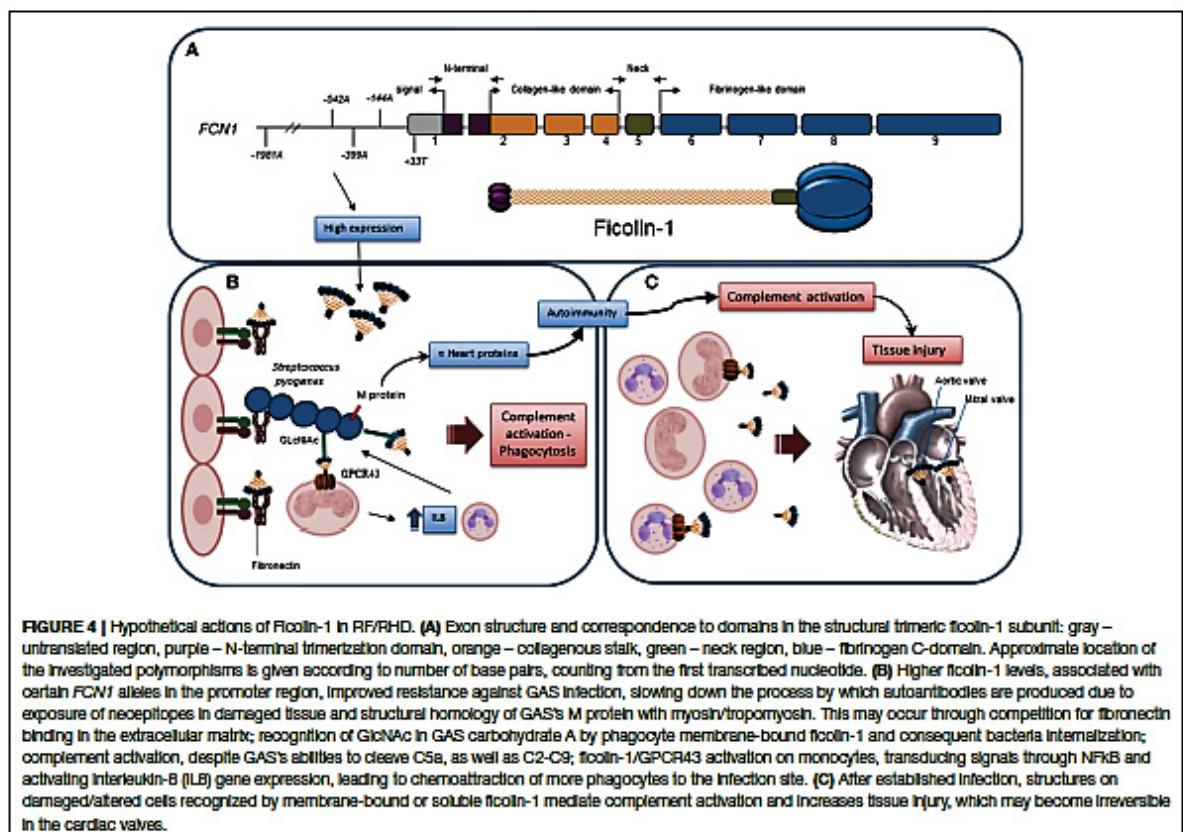 A
signal
N-terminal
Collagen-like domain
Neck
Fibrinogen-like domain
FCN1
-1981A
-542A
-399A
-144A
+33T
1
2
3
4
5
6
7
8
9
High expression
Ficolin-1
B
Streptococcus
pyogenes
M protein
GLcNAc
GPCR43
IL8
Fibronectin
= Heart proteins
Autoimmunity
Complement
activation -
Phagocytosis
C
Complement activation
Tissue injury
Aortic valve
Mitral valve
FIGURE 4 | Hypothetical actions of Ficolin-1 in RF/RHD. (A) Exon structure and correspondence to domains in the structural trimeric ficolin-1 subunit: gray –
untranslated region, purple – N-terminal trimerization domain, orange – collagenous stalk, green – neck region, blue – fibrinogen C-domain. Approximate location of
the investigated polymorphisms is given according to number of base pairs, counting from the first transcribed nucleotide. (B) Higher ficolin-1 levels, associated with
certain FCN1 alleles in the promoter region, improved resistance against GAS infection, slowing down the process by which autoantibodies are produced due to
exposure of neoepitopes in damaged tissue and structural homology of GAS's M protein with myosin/tropomyosin. This may occur through competition for fibronectin
binding in the extracellular matrix; recognition of GlcNAc in GAS carbohydrate A by phagocyte membrane-bound ficolin-1 and consequent bacteria internalization;
complement activation, despite GAS's abilities to cleave C5a, as well as C2-C9; ficolin-1/GPCR43 activation on monocytes, transducing signals through NFkB and
activating interleukin-8 (IL8) gene expression, leading to chemoattraction of more phagocytes to the infection site. (C) After established infection, structures on
damaged/altered cells recognized by membrane-bound or soluble ficolin-1 mediate complement activation and increases tissue injury, which may become irreversible
in the cardiac valves.